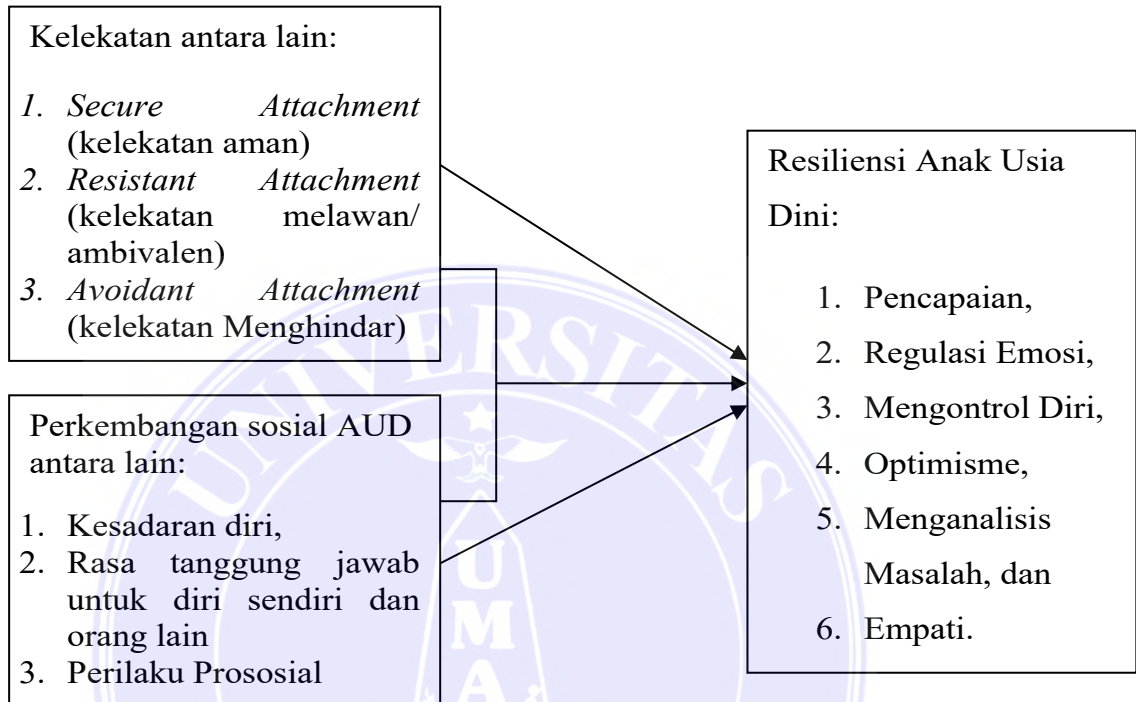 Kelekatan antara lain:
1. Secure Attachment
(kelekatan aman)
2. Resistant Attachment
(kelekatan melawan/
ambivalen)
3. Avoidant Attachment
(kelekatan Menghindar)
Perkembangan sosial AUD
antara lain:
1. Kesadaran diri,
2. Rasa tanggung jawab
untuk diri sendiri dan
orang lain
3. Perilaku Prososial
Resiliensi Anak Usia
Dini:
1. Pencapaian,
2. Regulasi Emosi,
3. Mengontrol Diri,
4. Optimisme,
5. Menganalisis
Masalah, dan
6. Empati.
UNIVERSITAS
UMA